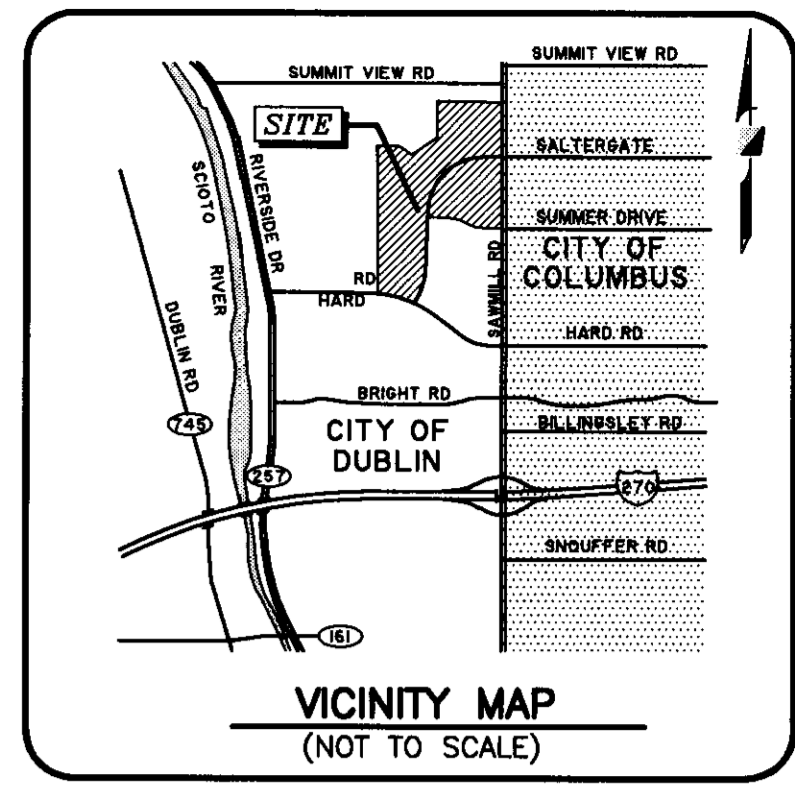 SUMMIT VIEW RD
SUMMIT VIEW RD
SITE
SALTERGATE
SCIOTO
RIVER
RIVERSIDE DR
SUMMER DRIVE
CITY OF
COLUMBUS
RD
HARD
SAWMILL RD
DUBLIN RD
HARD RD
BRIGHT RD
745
CITY OF
DUBLIN
BILLINGSLEY RD
257
270
SNOUFFER RD
161
VICINITY MAP
(NOT TO SCALE)